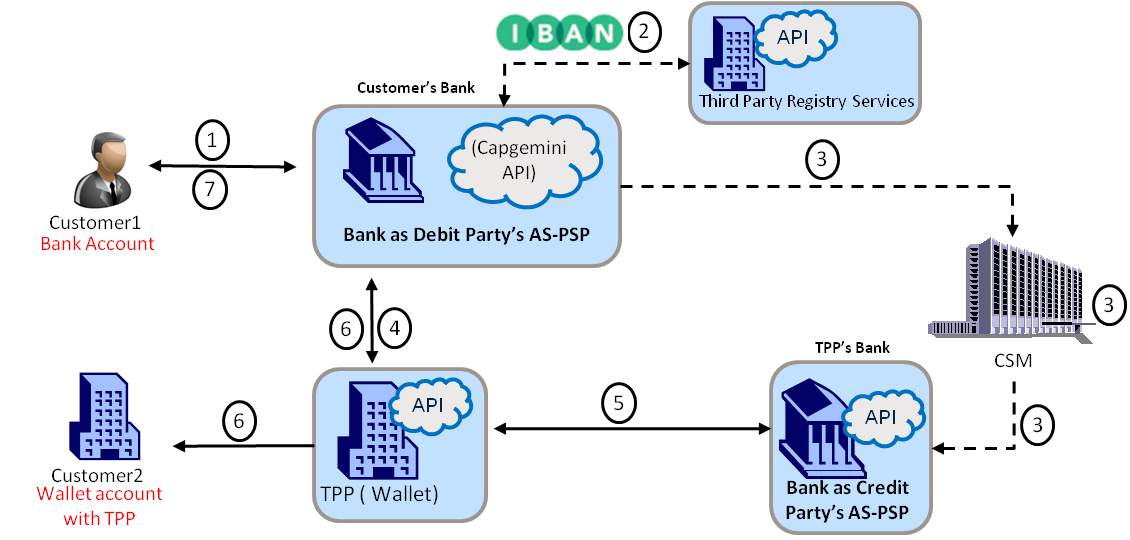 IBAN
2
API
Third Party Registry Services
Customer's Bank
1
7
(Capgemini
API)
3
Customer1
Bank Account
Bank as Debit Party's AS-PSP
3
6
4
CSM
TPP's Bank
API
5
API
3
6
Customer2
Wallet account
with TPP
TPP ( Wallet)
Bank as Credit
Party's AS-PSP